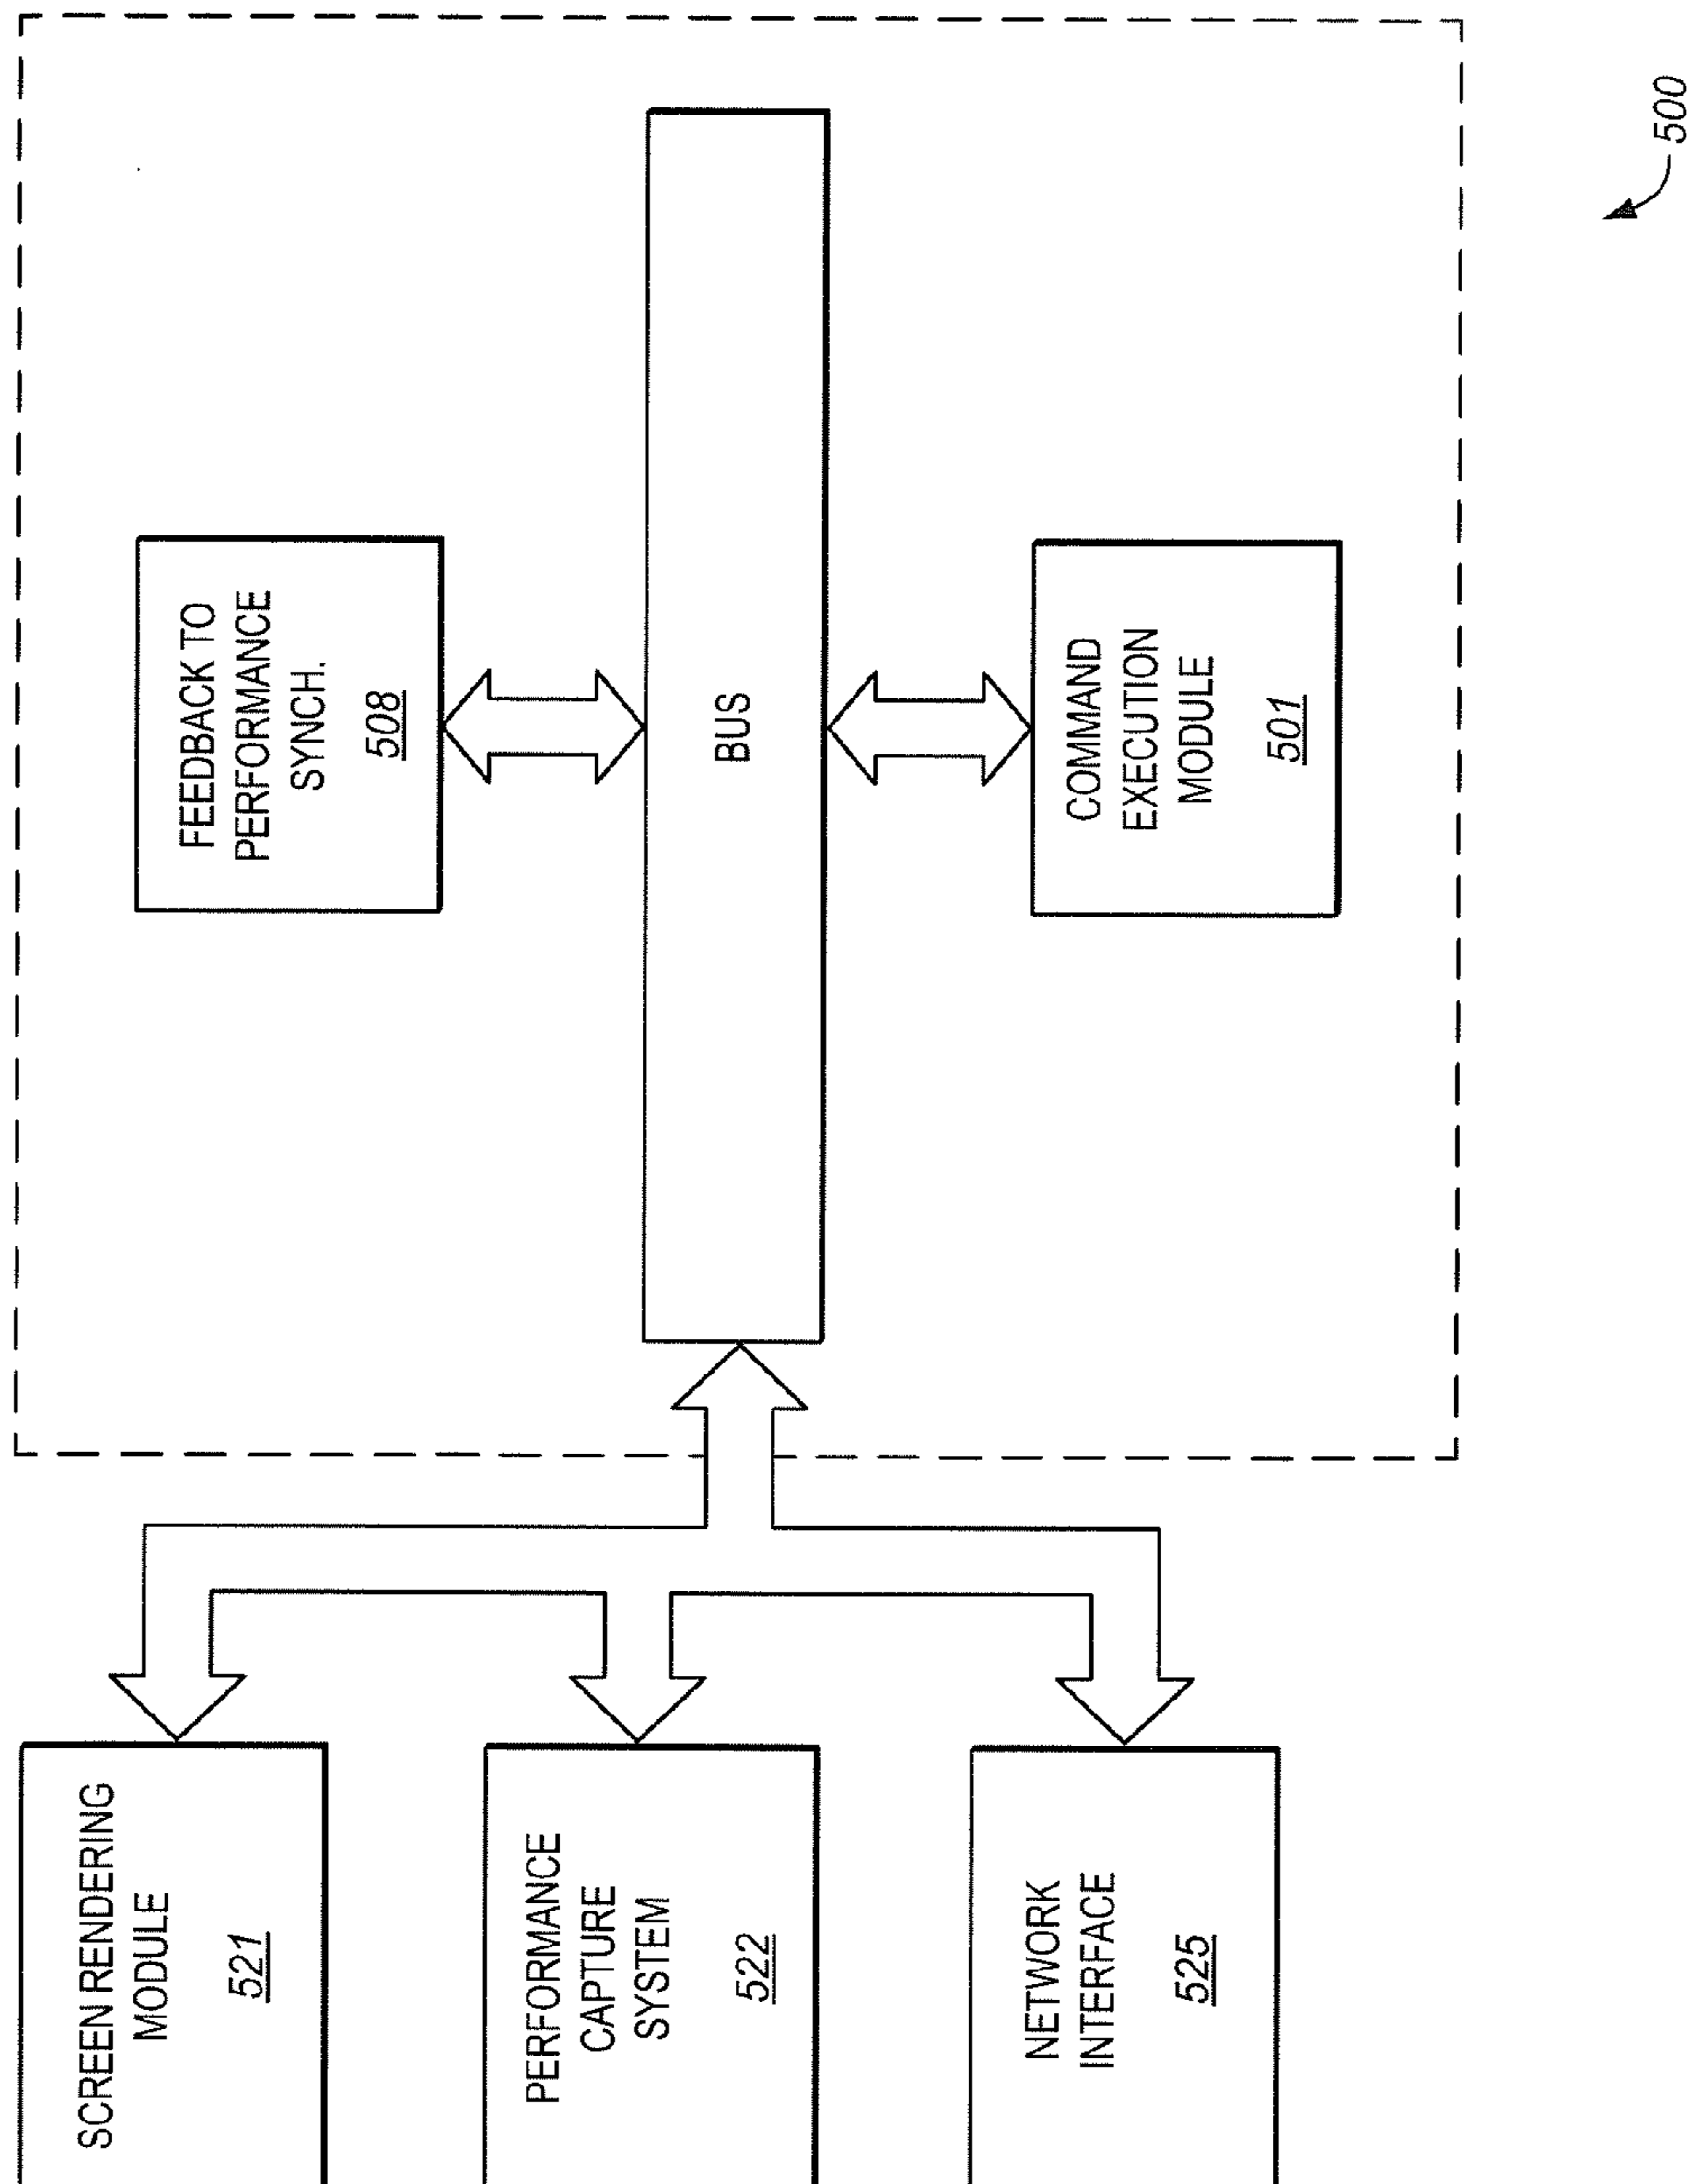 SCREEN RENDERING
MODULE
521
PERFORMANCE
CAPTURE
SYSTEM
522
NETWORK
INTERFACE
525
FEEDBACK TO
PERFORMANCE
SYNCH.
508
BUS
COMMAND
EXECUTION
MODULE
501
500